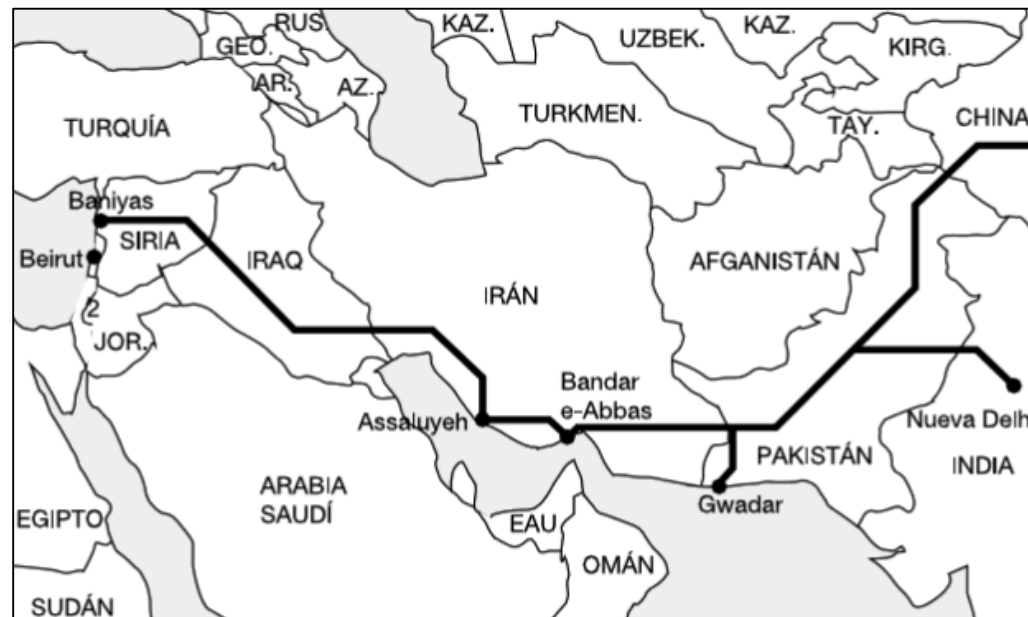 RUS.
KAZ.
KAZ.
GEO.
UZBEK.
KIRG.
AR.
AZ.
TURKMEN.
CHINA
TURQUÍA
TAY.
Baniyas
SIRIA
Beirut
IRAQ
AFGANISTÁN
IRÁN
2
JOR.
Bandar
e-Abbas
Assaluyeh
Nueva Delh
PAKISTÁN
INDIA
ARABIA
SAUDÍ
Gwadar
EGIPTO
EAU
OMÁN
SUDÁN